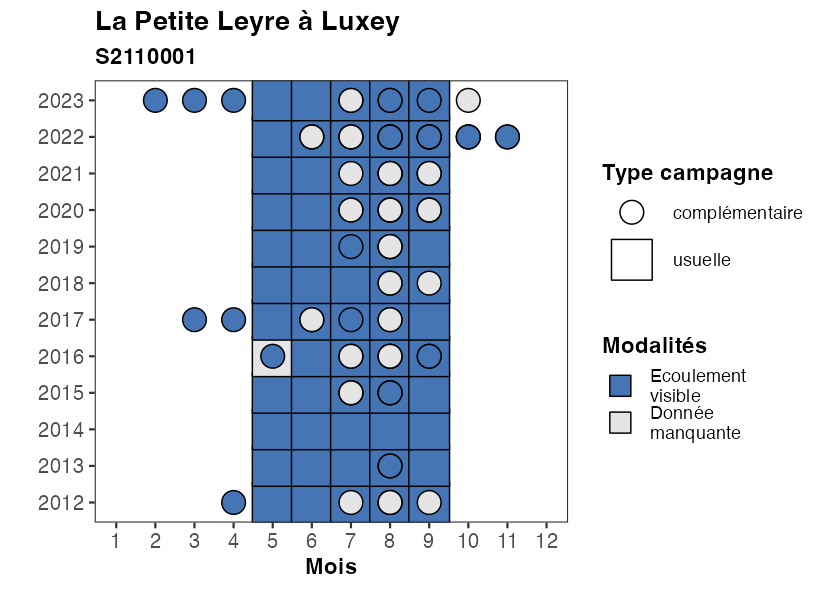 La Petite Leyre à Luxey
S2110001
2023
2022
2021
2020
2019
2018
2017
2016
2015
2014
2013
2012
1 2 3 4 5 6 7 8 9 10 11 12
Mois
Type campagne
complémentaire
usuelle
Modalités
Ecoulement
visible
Donnée
manquante